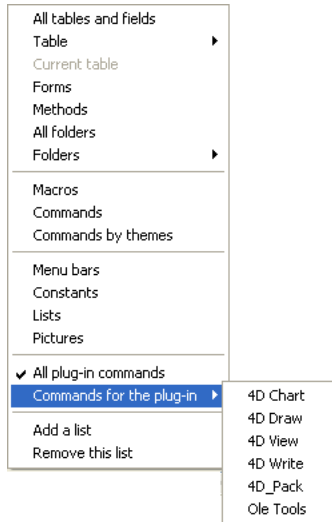 All tables and fields
Table
Current table
Forms
Methods
All folders
Folders
Macros
Commands
Commands by themes
Menu bars
Constants
Lists
Pictures
All plug-in commands
Commands for the plug-in
4D Chart
4D Draw
4D View
4D Write
4D_Pack
Ole Tools
Add a list
Remove this list